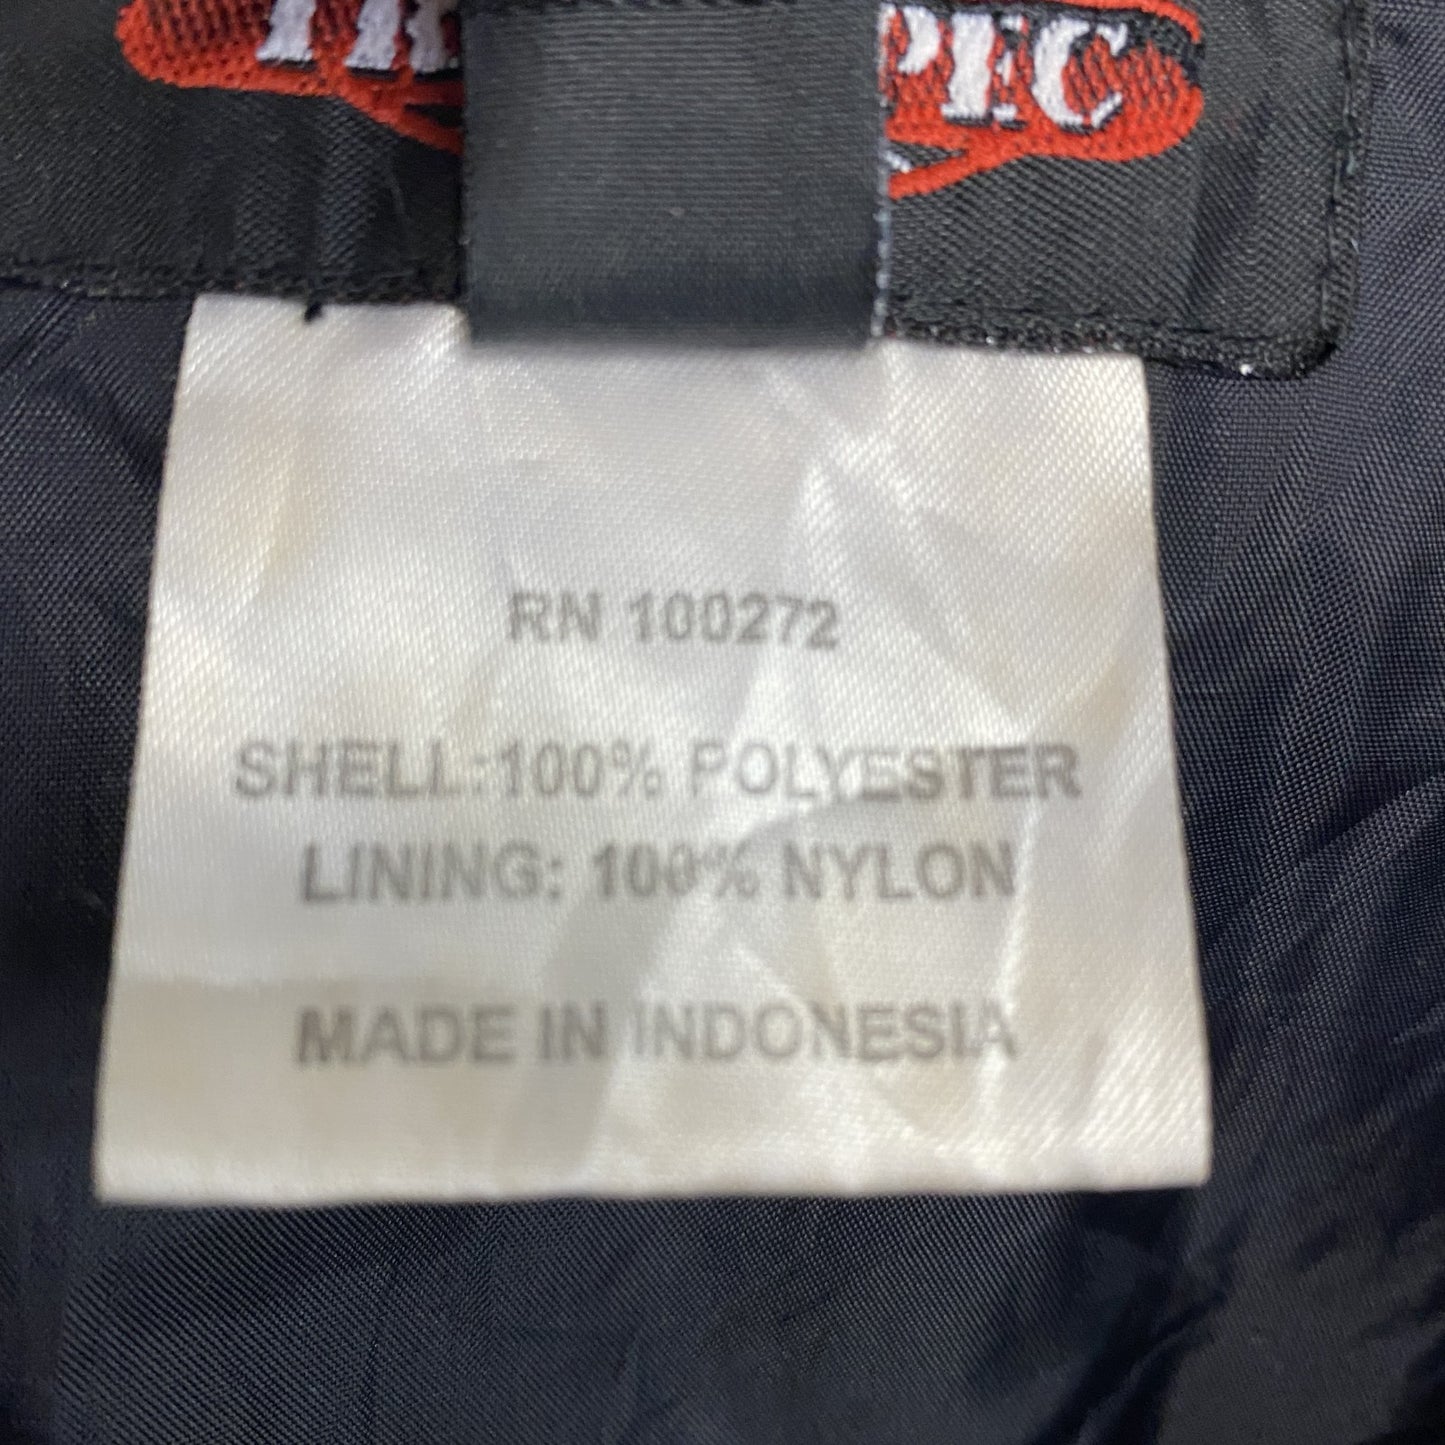 RN 100272
SHELL:100% POLYESTER
LINING: 100% NYLON
MADE IN INDONESIA